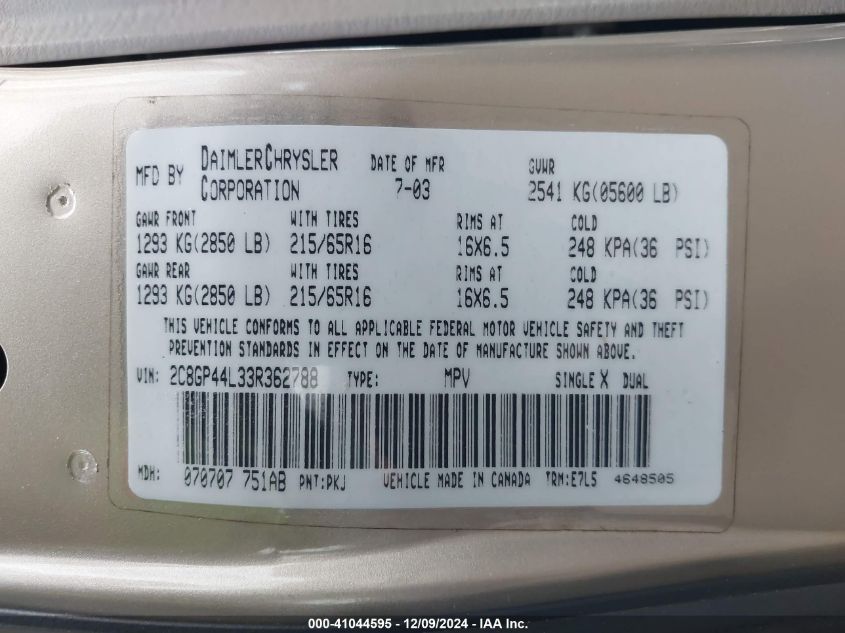 MFD BY DAIMLERCHRYSLER CORPORATION DATE OF MFR 7-03 GVWR 2541 KG(05600 LB)
GAWR FRONT WITH TIRES RIMS AT COLD
1293 KG(2850 LB) 215/65R16 16X6.5 248 KPA(36 PSI)
GAWR REAR WITH TIRES RIMS AT COLD
1293 KG(2850 LB) 215/65R16 16X6.5 248 KPA(36 PSI)
THIS VEHICLE CONFORMS TO ALL APPLICABLE FEDERAL MOTOR VEHICLE SAFETY AND THEFT
PREVENTION STANDARDS IN EFFECT ON THE DATE OF MANUFACTURE SHOWN ABOVE.
VIN: 2C8GP44L33R362788 TYPE: MPV SINGLE X DUAL
MDH: 070707 751AB PNT:PKJ VEHICLE MADE IN CANADA TRM:E7L5 4648505
000-41044595 - 12/09/2024 - IAA Inc.